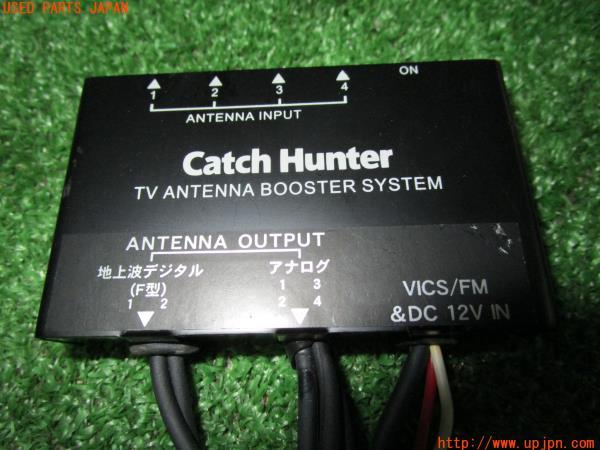 USED PARTS JAPAN
1 2 3 4
ON
ANTENNA INPUT
Catch Hunter
TV ANTENNA BOOSTER SYSTEM
ANTENNA OUTPUT
地上波デジタル
(F型)
1 2
アナログ
1 3
2 4
VICS/FM
&DC 12V IN
http://www.upjpn.com/